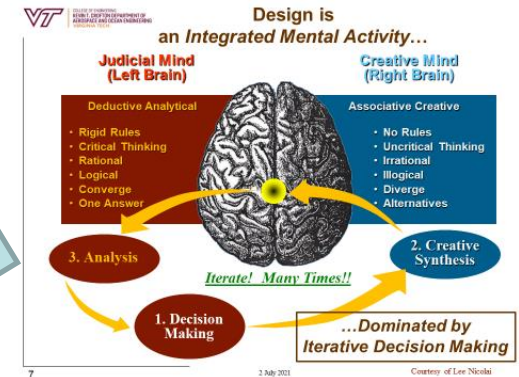 VT
COLLEGE OF ENGINEERING
KEVIN T. CROFTON DEPARTMENT OF
AEROSPACE AND OCEAN ENGINEERING
VIRGINIA TECH
Design is
an Integrated Mental Activity…
Judicial Mind
(Left Brain)
Creative Mind
(Right Brain)
Deductive Analytical
• Rigid Rules
• Critical Thinking
• Rational
• Logical
• Converge
• One Answer
Associative Creative
• No Rules
• Uncritical Thinking
• Irrational
• Illogical
• Diverge
• Alternatives
3. Analysis
2. Creative
Synthesis
Iterate! Many Times!!
1. Decision
Making
…Dominated by
Iterative Decision Making
7
2 July 2021
Courtesy of Lee Nicolai